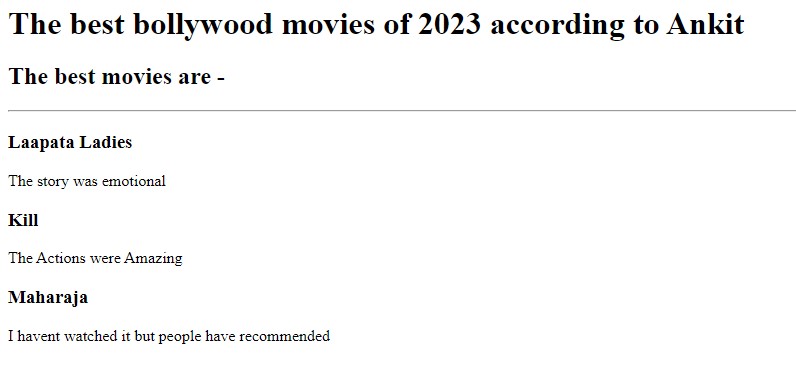 The best bollywood movies of 2023 according to Ankit
The best movies are -
Laapata Ladies
The story was emotional
Kill
The Actions were Amazing
Maharaja
I havent watched it but people have recommended